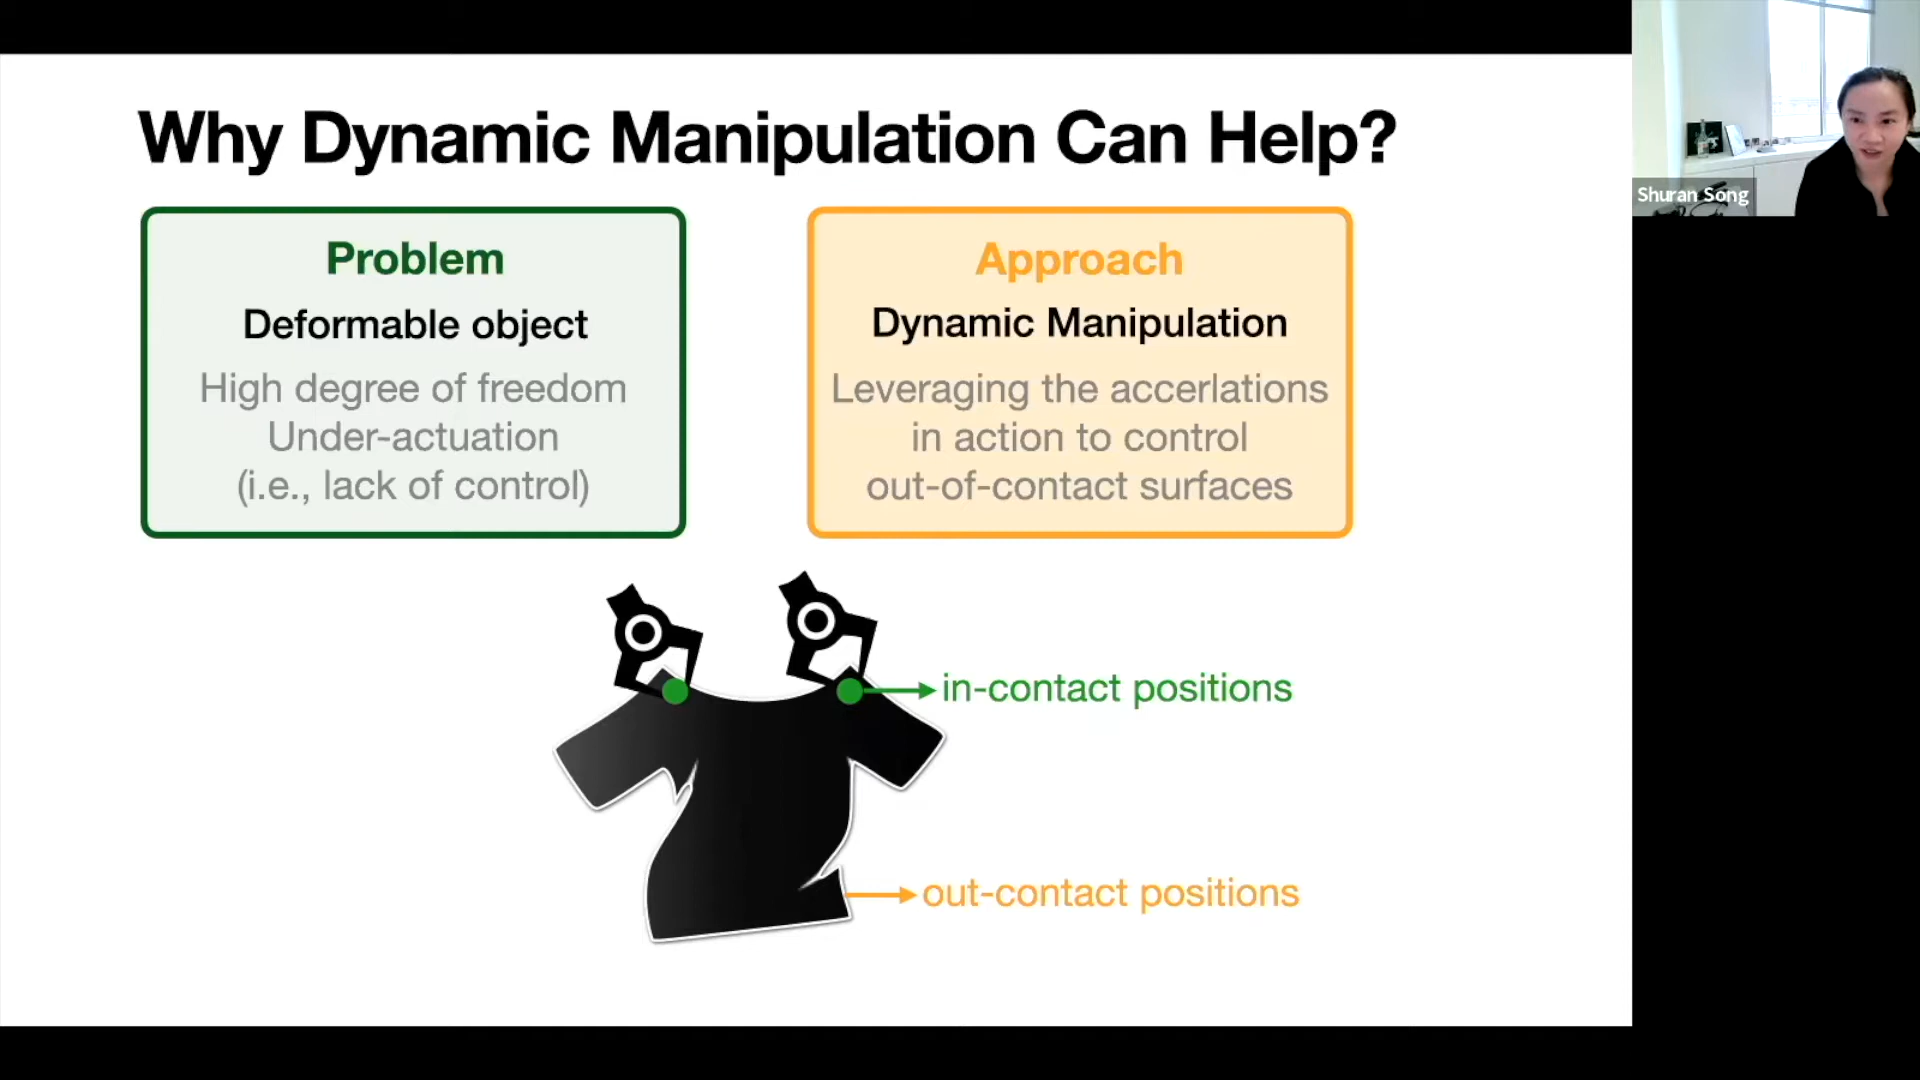 Why Dynamic Manipulation Can Help?
Problem
Deformable object
High degree of freedom
Under-actuation
(i.e., lack of control)
Approach
Dynamic Manipulation
Leveraging the accerlations
in action to control
out-of-contact surfaces
in-contact positions
out-contact positions
Shuran Song